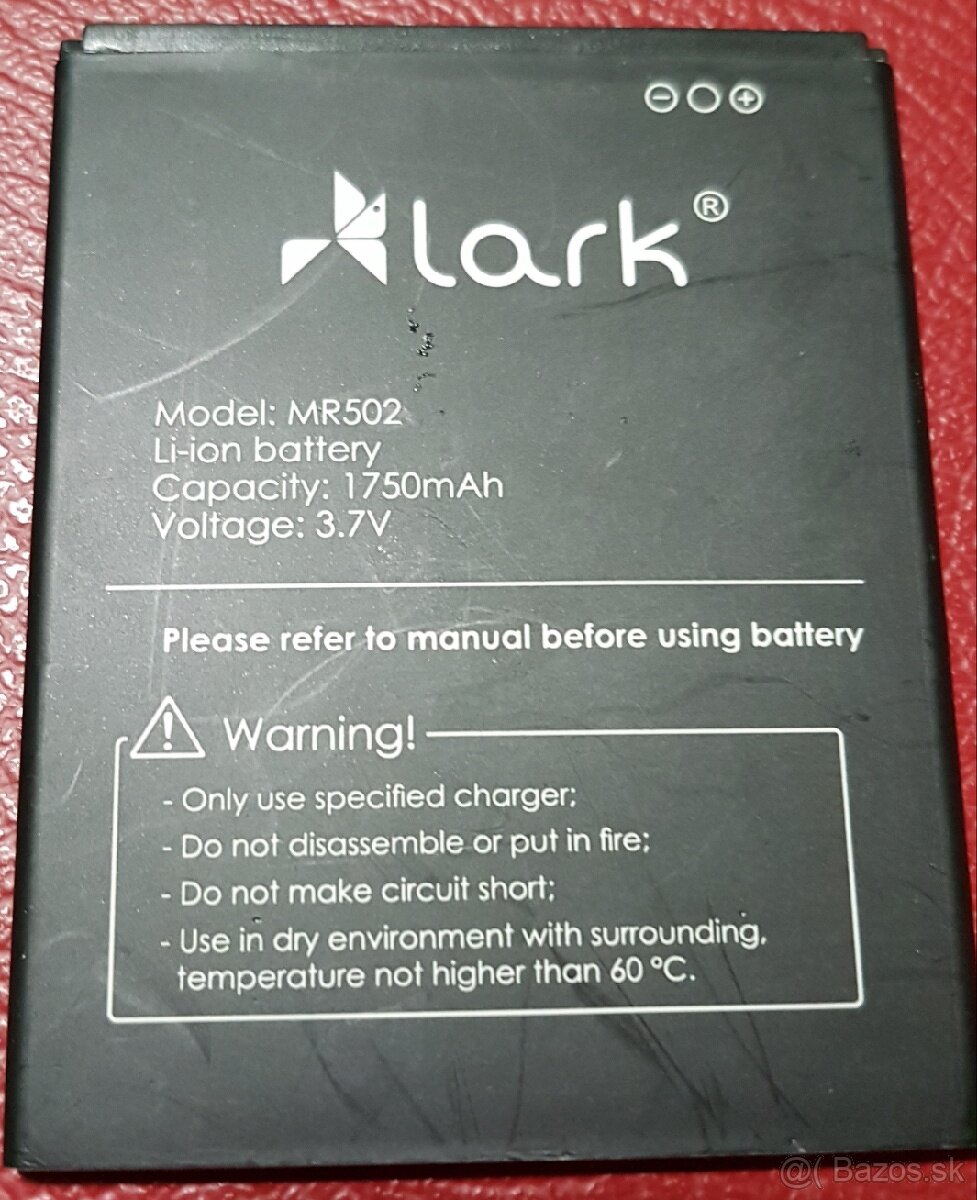 lark®
Model: MR502
Li-ion battery
Capacity: 1750mAh
Voltage: 3.7V
Please refer to manual before using battery
Warning!
- Only use specified charger;
- Do not disassemble or put in fire;
- Do not make circuit short;
- Use in dry environment with surrounding.
temperature not higher than 60 °C.
@( Bazos.sk